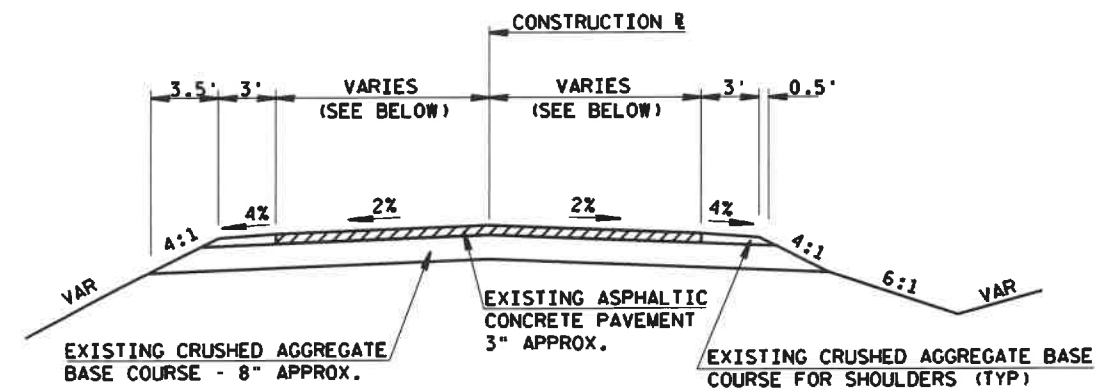 CONSTRUCTION ℞
3.5' 3' VARIES VARIES 3' 0.5'
(SEE BELOW) (SEE BELOW)
4% 2% 2% 4%
4:1 4:1
6:1
VAR VAR
EXISTING ASPHALTIC
CONCRETE PAVEMENT
3" APPROX.
EXISTING CRUSHED AGGREGATE
BASE COURSE - 8" APPROX.
EXISTING CRUSHED AGGREGATE BASE
COURSE FOR SHOULDERS (TYP)